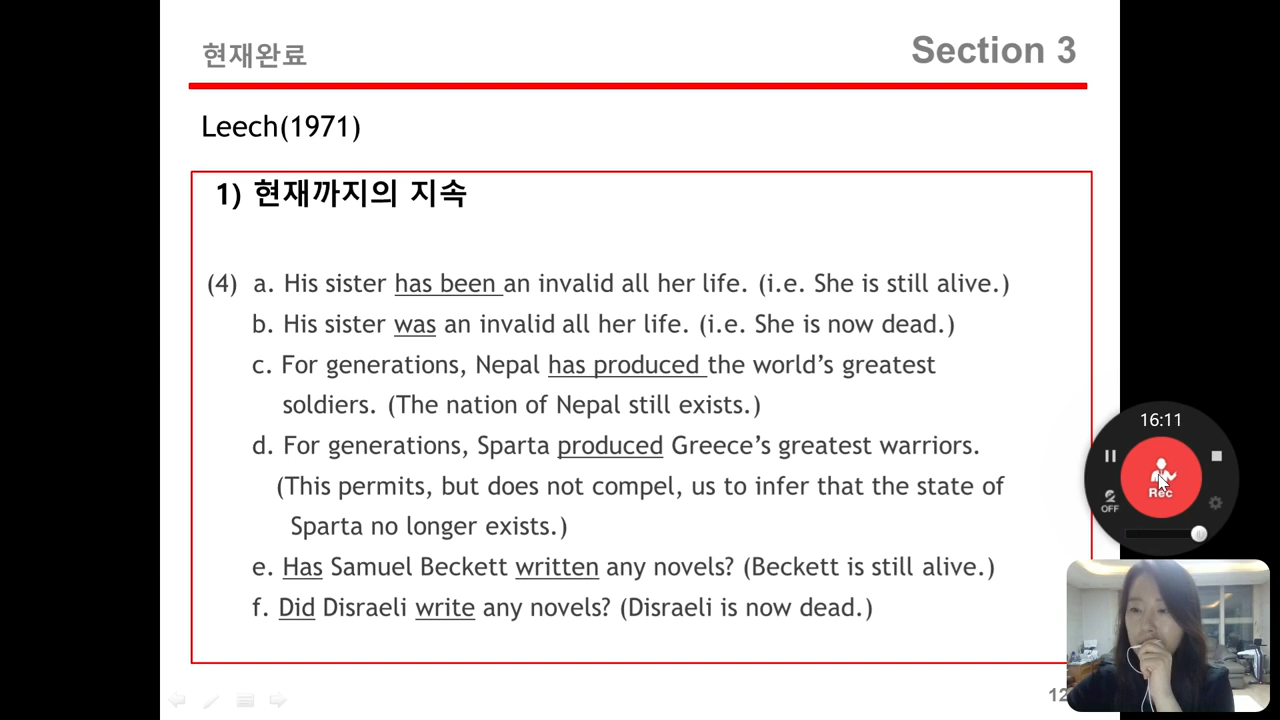 현재완료
Section 3
Leech(1971)
1) 현재까지의 지속
(4) a. His sister has been an invalid all her life. (i.e. She is still alive.)
b. His sister was an invalid all her life. (i.e. She is now dead.)
c. For generations, Nepal has produced the world’s greatest
soldiers. (The nation of Nepal still exists.)
d. For generations, Sparta produced Greece’s greatest warriors.
(This permits, but does not compel, us to infer that the state of
Sparta no longer exists.)
e. Has Samuel Beckett written any novels? (Beckett is still alive.)
f. Did Disraeli write any novels? (Disraeli is now dead.)
16:11
Rec
OFF
12